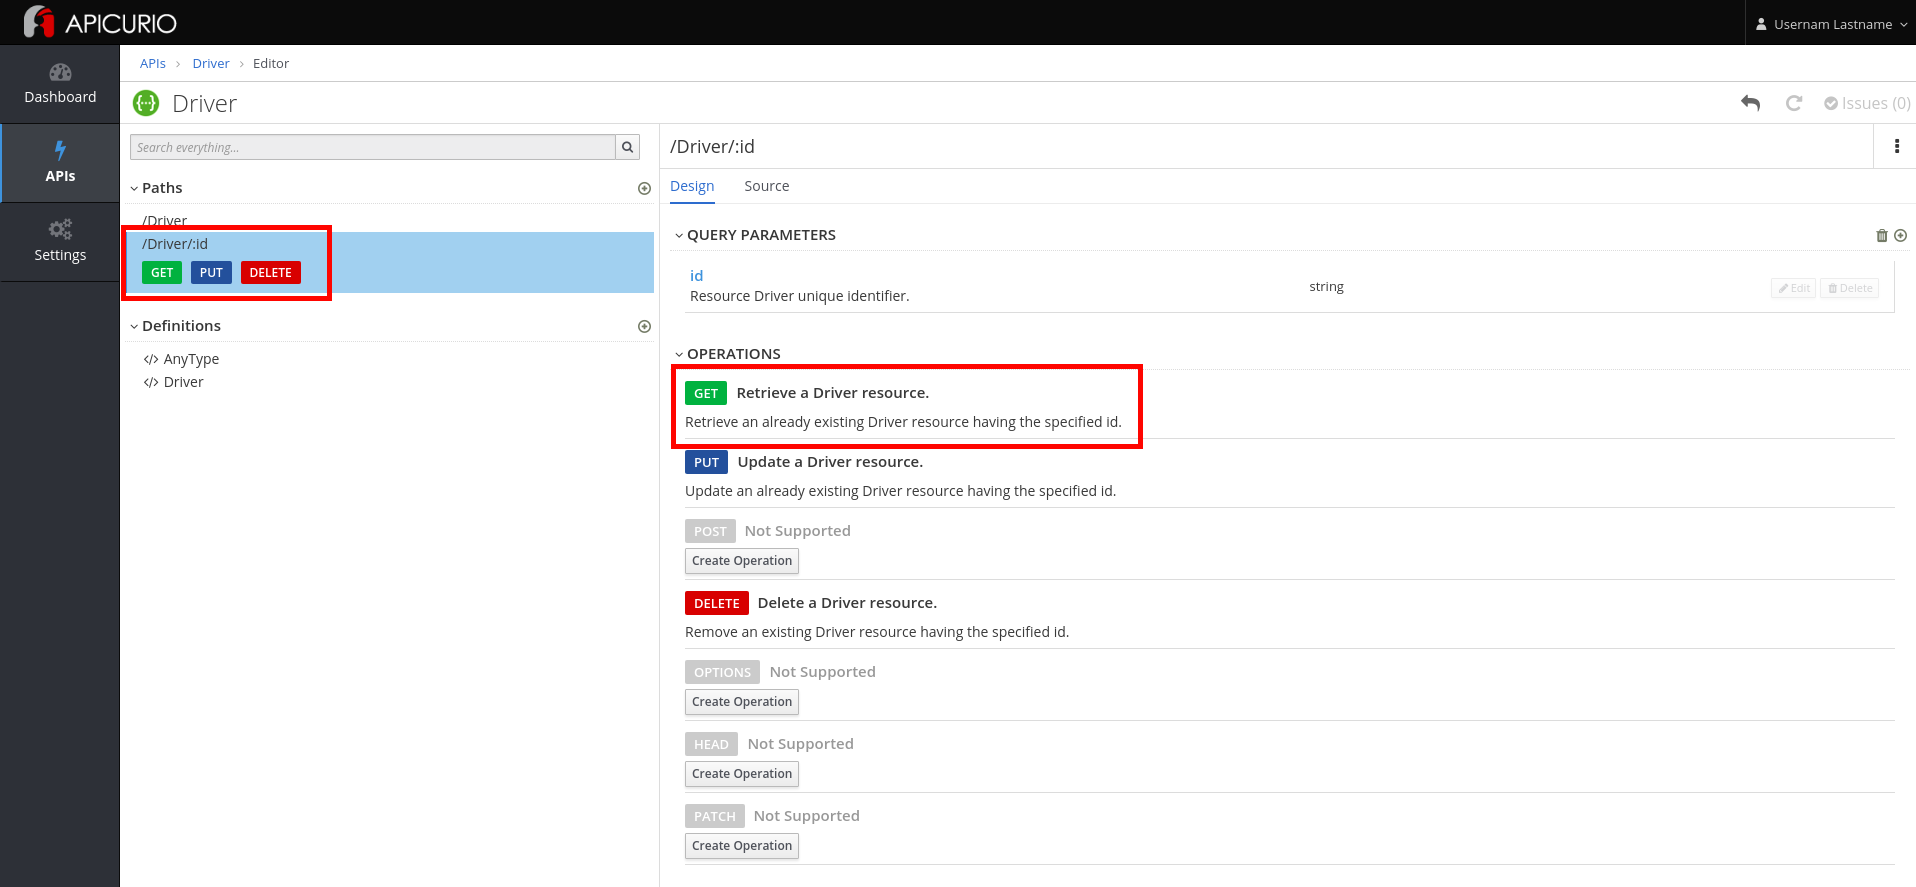 APICURIO
Usernam Lastname
Dashboard
APIs
Settings
APIs > Driver > Editor
Driver
Issues (0)
Search everything...
Paths
/Driver
/Driver/:id
GET PUT DELETE
Definitions
</> AnyType
</> Driver
/Driver/:id
Design Source
QUERY PARAMETERS
id
Resource Driver unique identifier.
string
Edit Delete
OPERATIONS
GET Retrieve a Driver resource.
Retrieve an already existing Driver resource having the specified id.
PUT Update a Driver resource.
Update an already existing Driver resource having the specified id.
POST Not Supported
Create Operation
DELETE Delete a Driver resource.
Remove an existing Driver resource having the specified id.
OPTIONS Not Supported
Create Operation
HEAD Not Supported
Create Operation
PATCH Not Supported
Create Operation